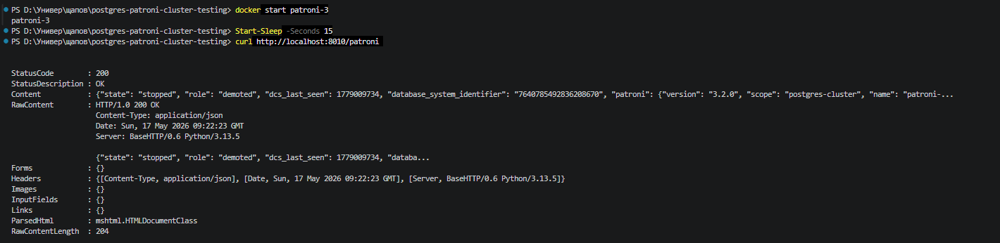 PS D:\Универ\щапов\postgres-patroni-cluster-testing> docker start patroni-3
patroni-3
PS D:\Универ\щапов\postgres-patroni-cluster-testing> Start-Sleep -Seconds 15
PS D:\Универ\щапов\postgres-patroni-cluster-testing> curl http://localhost:8010/patroni
StatusCode        : 200
StatusDescription : OK
Content           : {"state": "stopped", "role": "demoted", "dcs_last_seen": 1779009734, "database_system_identifier": "7640785492836208670", "patroni": {"version": "3.2.0", "scope": "postgres-cluster", "name": "patroni-...
RawContent        : HTTP/1.0 200 OK
                    Content-Type: application/json
                    Date: Sun, 17 May 2026 09:22:23 GMT
                    Server: BaseHTTP/0.6 Python/3.13.5
                    {"state": "stopped", "role": "demoted", "dcs_last_seen": 1779009734, "databa...
Forms             : {}
Headers           : {[Content-Type, application/json], [Date, Sun, 17 May 2026 09:22:23 GMT], [Server, BaseHTTP/0.6 Python/3.13.5]}
Images            : {}
InputFields       : {}
Links             : {}
ParsedHtml        : mshtml.HTMLDocumentClass
RawContentLength  : 204